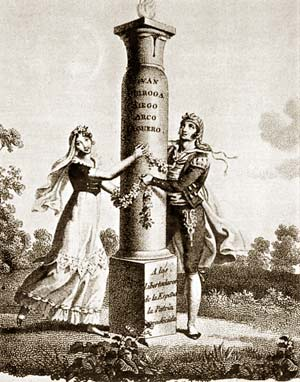 RIEGO
ARCO
AGUERO
A los
Libertadores
de la España
la Patria